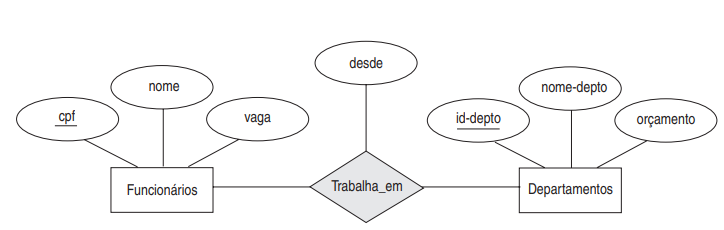 desde
nome
nome-depto
cpf
vaga
id-depto
orçamento
Funcionários
Trabalha_em
Departamentos